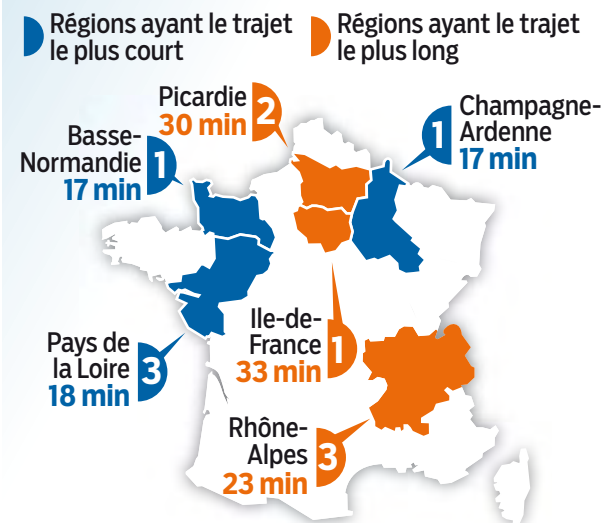 Régions ayant le trajet
le plus court
Régions ayant le trajet
le plus long
Picardie
30 min
2
Champagne-
Ardenne
17 min
1
Basse-
Normandie
17 min
1
Pays de
la Loire
18 min
3
Ile-de-
France
33 min
1
Rhône-
Alpes
23 min
3